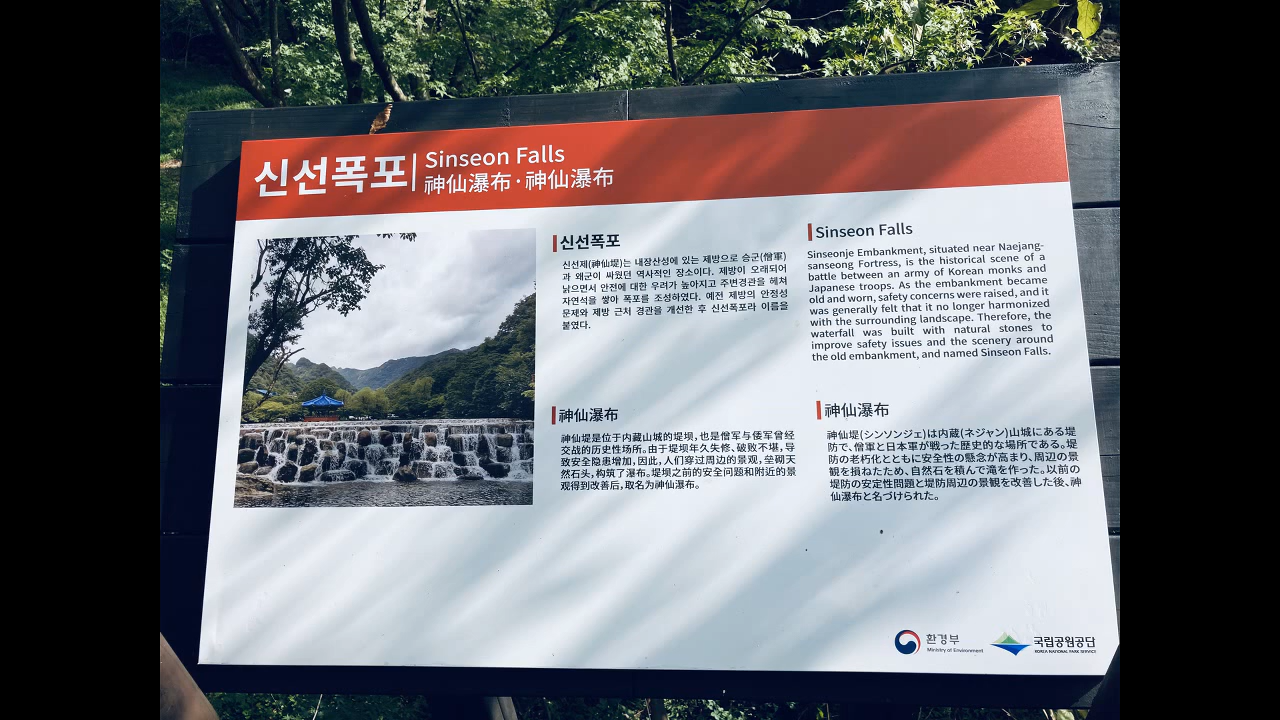 신선폭포
Sinseon Falls
神仙瀑布·神仙瀑布
신선폭포
신선제(神仙堤)는 내장산성에 있는 제방으로 승군(僧軍)
과 왜군이 싸웠던 역사적인 장소이다. 제방이 오래되어
낡으면서 안전에 대한 우려가 높아지고 주변경관을 헤쳐
자연석을 쌓아 폭포를 조성하였다. 예전 제방의 안정성
문제와 제방 근처 경관을 개선한 후 신선폭포라 이름을
붙였다.
Sinseon Falls
Sinseonje Embankment, situated near Naejang-
sanseong Fortress, is the historical scene of a
battle between an army of Korean monks and
Japanese troops. As the embankment became
old and worn, safety concerns were raised, and it
was generally felt that it no longer harmonized
with the surrounding landscape. Therefore, the
waterfall was built with natural stones to
improve safety issues and the scenery around
the old embankment, and named Sinseon Falls.
神仙瀑布
神仙堤是位于内藏山城的堤坝，也是僧军与倭军曾经
交战的历史性场所。由于堤坝年久失修、破败不堪，导
致安全隐患增加，因此，人们穿过周边的景观，垒砌天
然石头，构筑了瀑布。堤坝之前的安全问题和附近的景
观得到改善后，取名为神仙瀑布。
神仙瀑布
神仙堤(シンソンジェ)は内蔵(ネジャン)山城にある堤
防で、僧軍と日本軍が戦った歴史的な場所である。堤
防の老朽化とともに安全性の懸念が高まり、周辺の景
観を損ねたため、自然石を積んで滝を作った。以前の
堤防の安定性問題と堤防周辺の景観を改善した後、神
仙瀑布と名づけられた。
환경부
Ministry of Environment
국립공원공단
KOREA NATIONAL PARK SERVICE